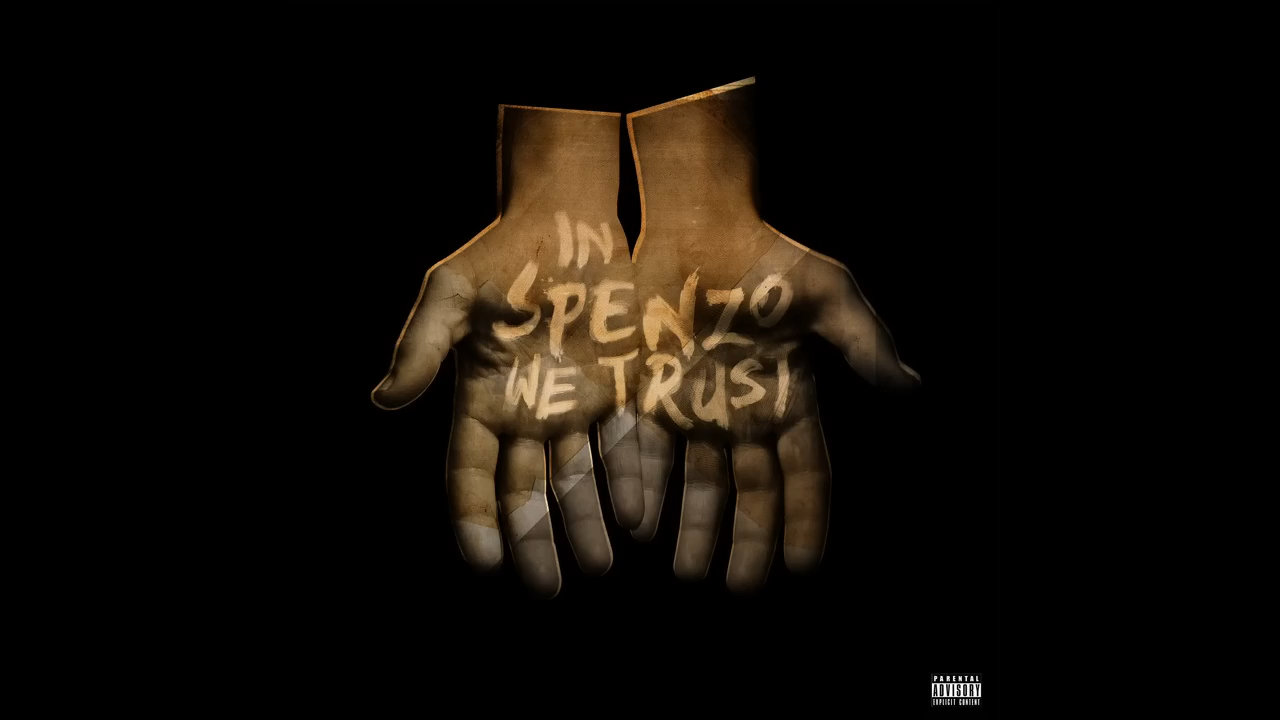 IN
SPENZO
WE TRUST
PARENTAL
ADVISORY
EXPLICIT CONTENT